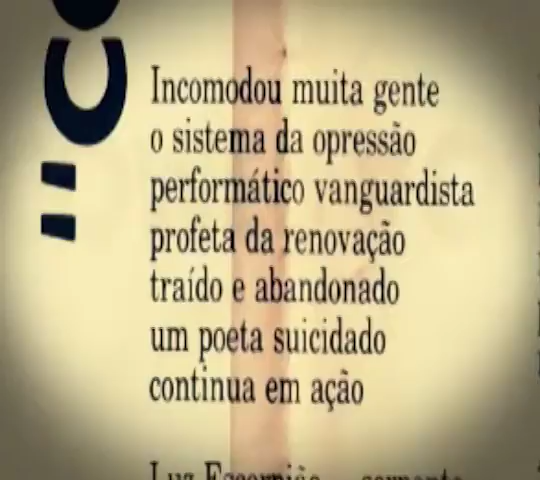 "C
Incomodou muita gente
o sistema da opressão
performático vanguardista
profeta da renovação
traído e abandonado
um poeta suicidado
continua em ação